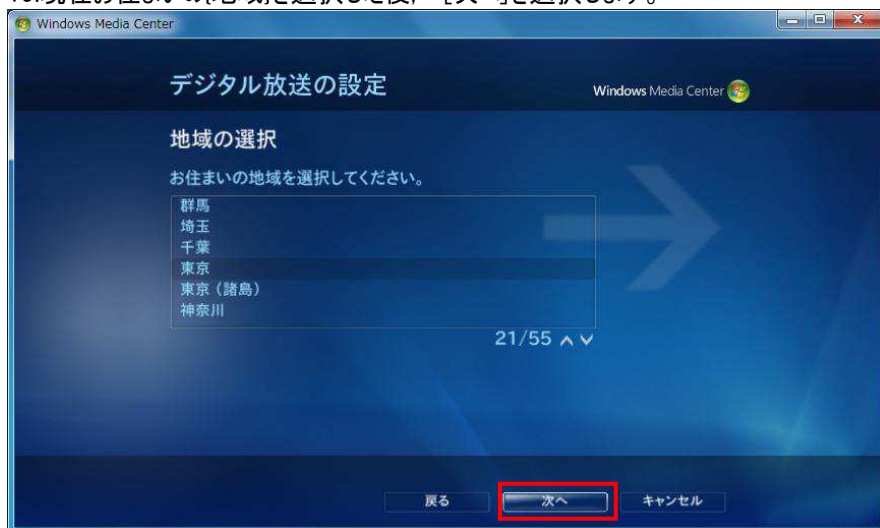 Windows Media Center
デジタル放送の設定
Windows Media Center
地域の選択
お住まいの地域を選択してください。
群馬
埼玉
千葉
東京
東京(諸島)
神奈川
21/55
戻る
次へ
キャンセル